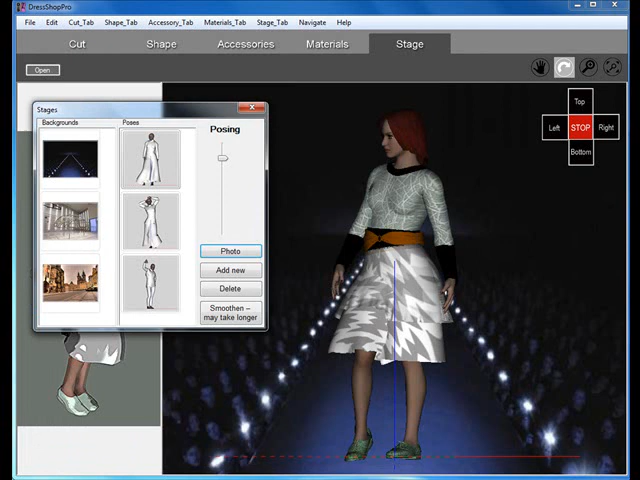 DressShopPro
File Edit Cut_Tab Shape_Tab Accessory_Tab Materials_Tab Stage_Tab Navigate Help
Cut Shape Accessories Materials Stage
Open
Stages
Backgrounds Poses
Posing
Photo
Add new
Delete
Smoothen –
may take longer
Top
Left STOP Right
Bottom